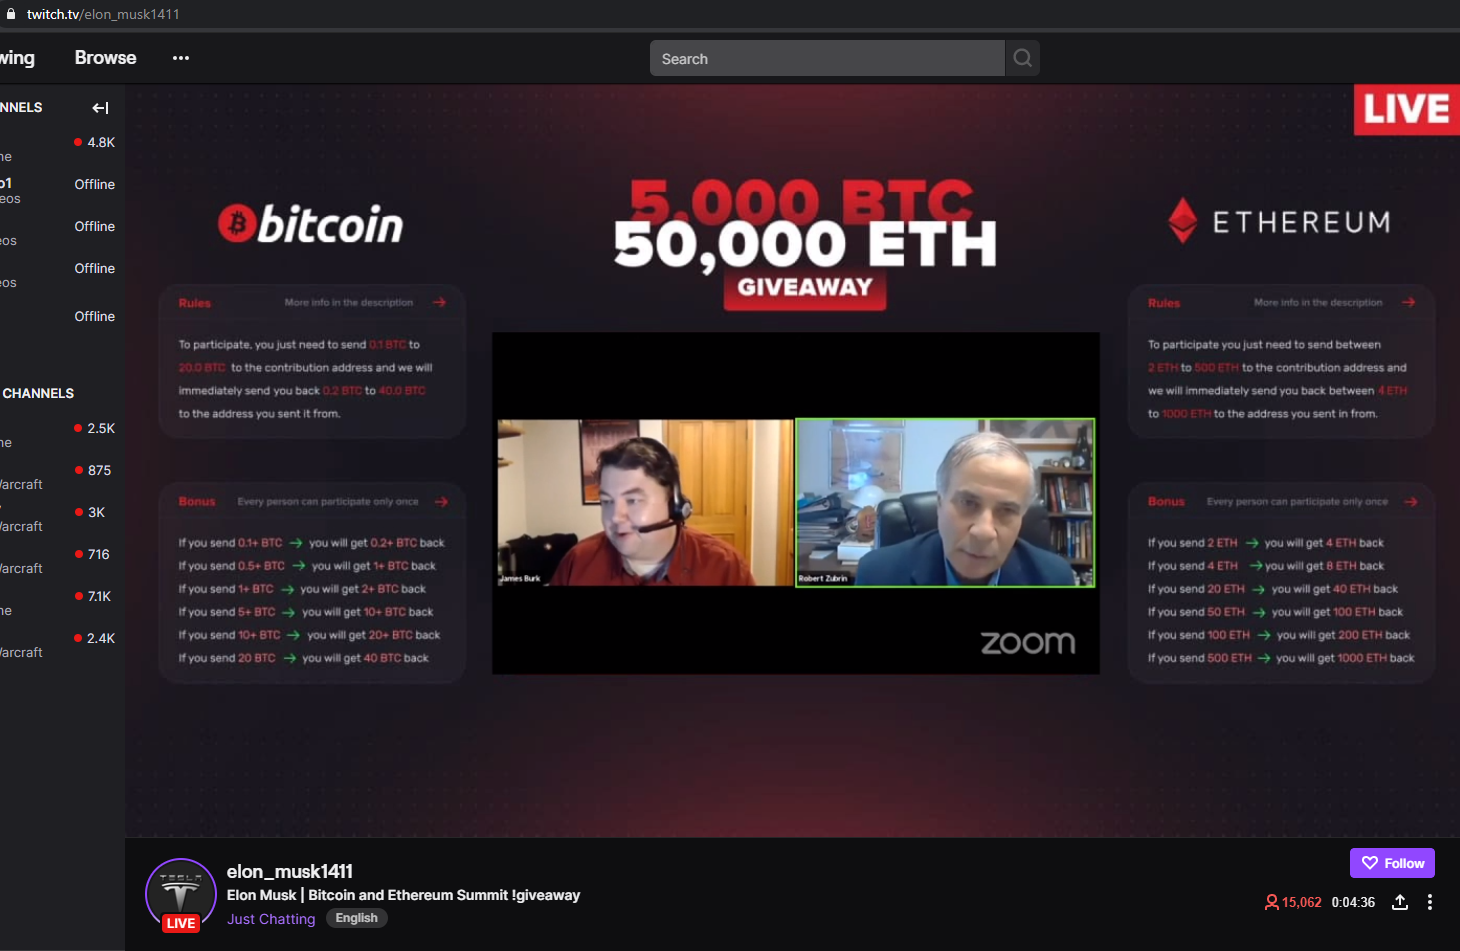 twitch.tv/elon_musk1411
wing
Browse
Search
NNELS
4.8K
ne
o1
Offline
eos
Offline
eos
Offline
eos
Offline
CHANNELS
2.5K
ne
875
Varcraft
3K
Varcraft
716
Varcraft
7.1K
ne
2.4K
Varcraft
LIVE
5,000 BTC
50,000 ETH
GIVEAWAY
bitcoin
Rules More info in the description →
To participate, you just need to send 0.1 BTC to
20.0 BTC to the contribution address and we will
immediately send you back 0.2 BTC to 40.0 BTC
to the address you sent it from.
Bonus Every person can participate only once →
If you send 0.1+ BTC → you will get 0.2+ BTC back
If you send 0.5+ BTC → you will get 1+ BTC back
If you send 1+ BTC → you will get 2+ BTC back
If you send 5+ BTC → you will get 10+ BTC back
If you send 10+ BTC → you will get 20+ BTC back
If you send 20 BTC → you will get 40 BTC back
James Burk
Robert Zubrin
zoom
ETHEREUM
Rules More info in the description →
To participate you just need to send between
2 ETH to 500 ETH to the contribution address and
we will immediately send you back between 4 ETH
to 1000 ETH to the address you sent in from.
Bonus Every person can participate only once →
If you send 2 ETH → you will get 4 ETH back
If you send 4 ETH → you will get 8 ETH back
If you send 20 ETH → you will get 40 ETH back
If you send 50 ETH → you will get 100 ETH back
If you send 100 ETH → you will get 200 ETH back
If you send 500 ETH → you will get 1000 ETH back
TESLA
LIVE
elon_musk1411
Elon Musk | Bitcoin and Ethereum Summit !giveaway
Just Chatting English
Follow
15,062 0:04:36